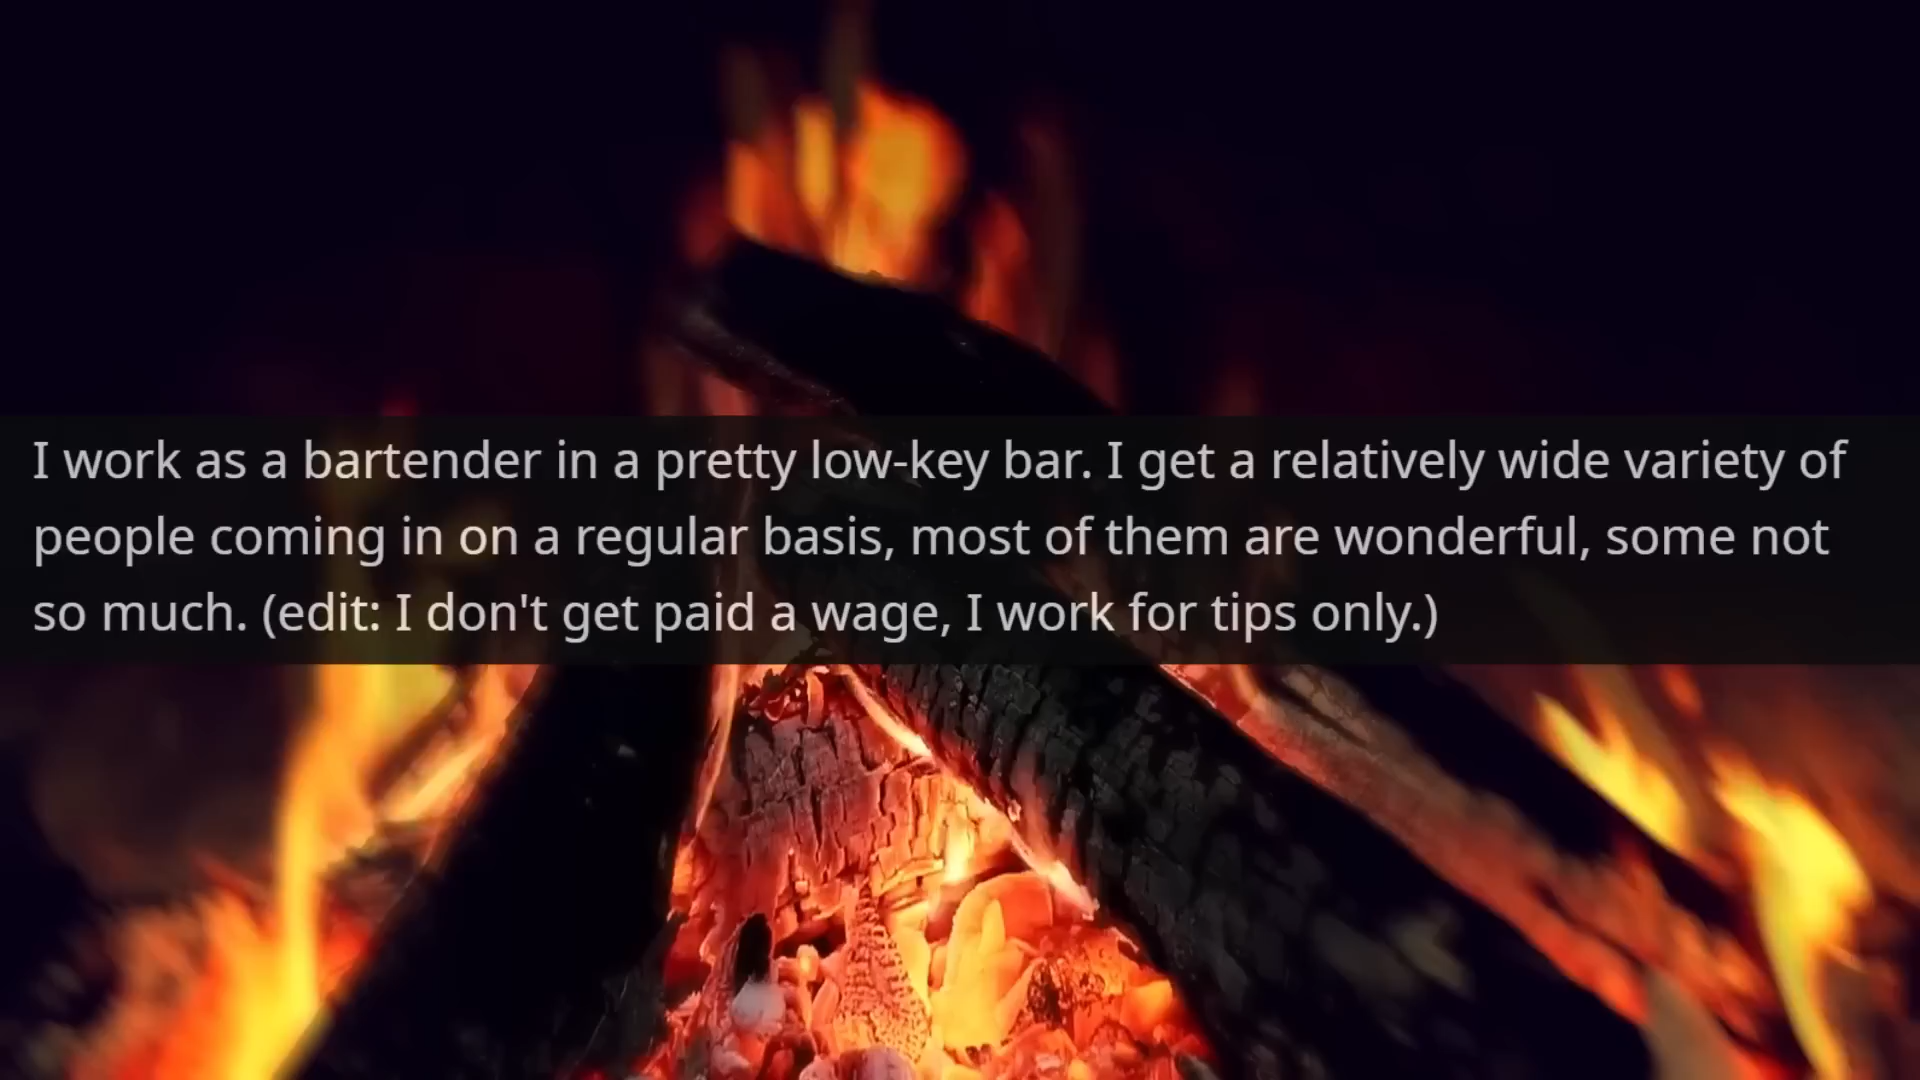 I work as a bartender in a pretty low-key bar. I get a relatively wide variety of
people coming in on a regular basis, most of them are wonderful, some not
so much. (edit: I don't get paid a wage, I work for tips only.)